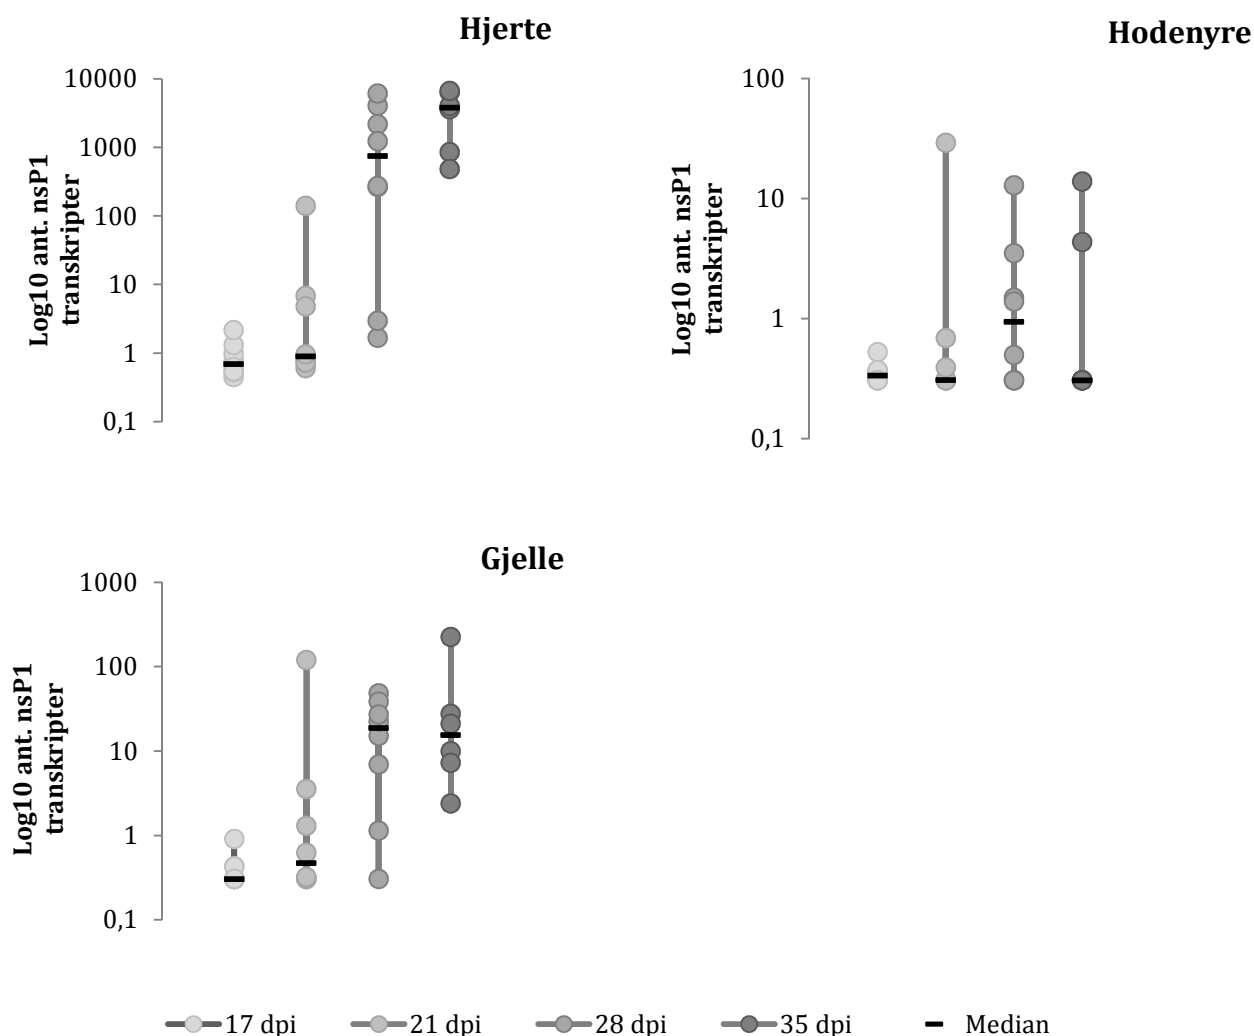 Hjerte
10000
1000
100
10
1
0,1
Log10 ant. nsP1
transkripter
Hodenyre
100
10
1
0,1
Log10 ant. nsP1
transkripter
Gjelle
1000
100
10
1
0,1
Log10 ant. nsP1
transkripter
17 dpi 21 dpi 28 dpi 35 dpi Median